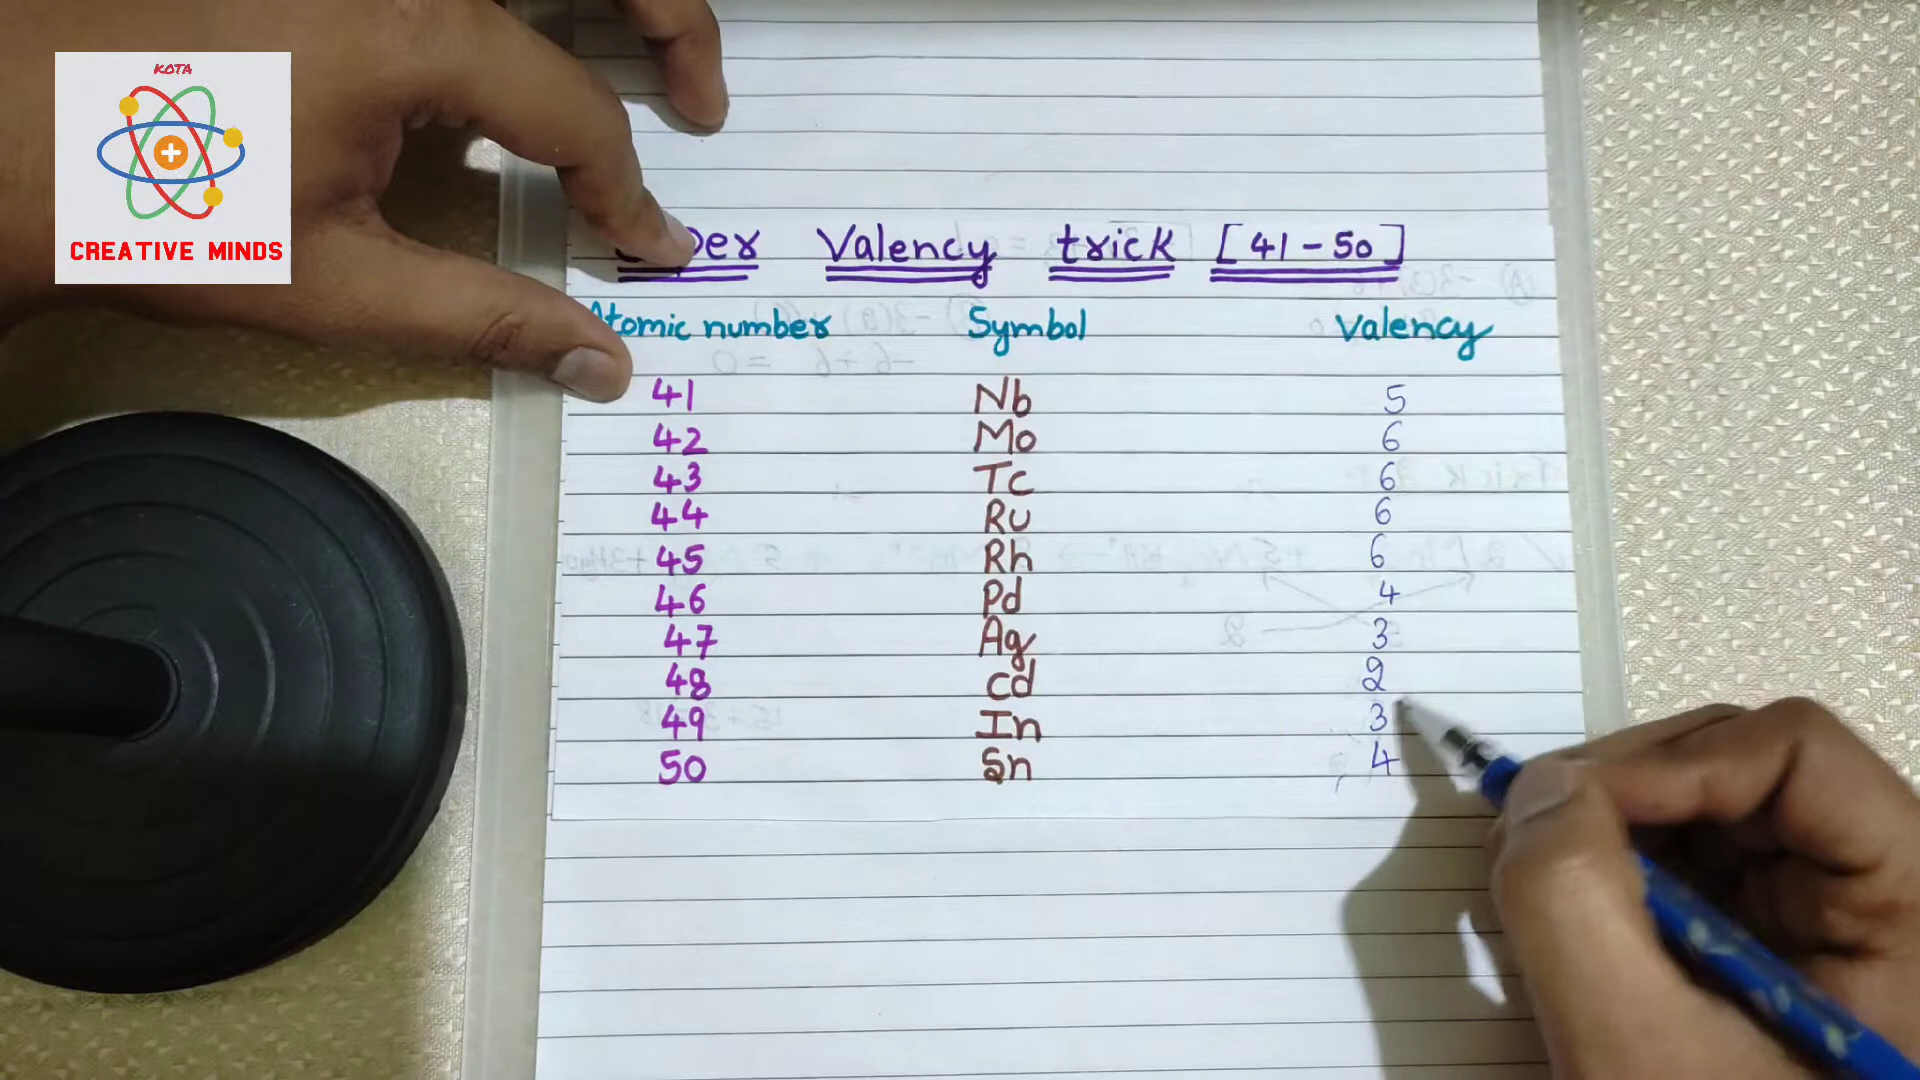 KOTA
CREATIVE MINDS
Valency trick [41-50]
Atomic number Symbol Valency
41 Nb 5
42 Mo 6
43 Tc 6
44 Ru 6
45 Rh 6
46 Pd 4
47 Ag 3
48 Cd 2
49 In 3
50 Sn 4